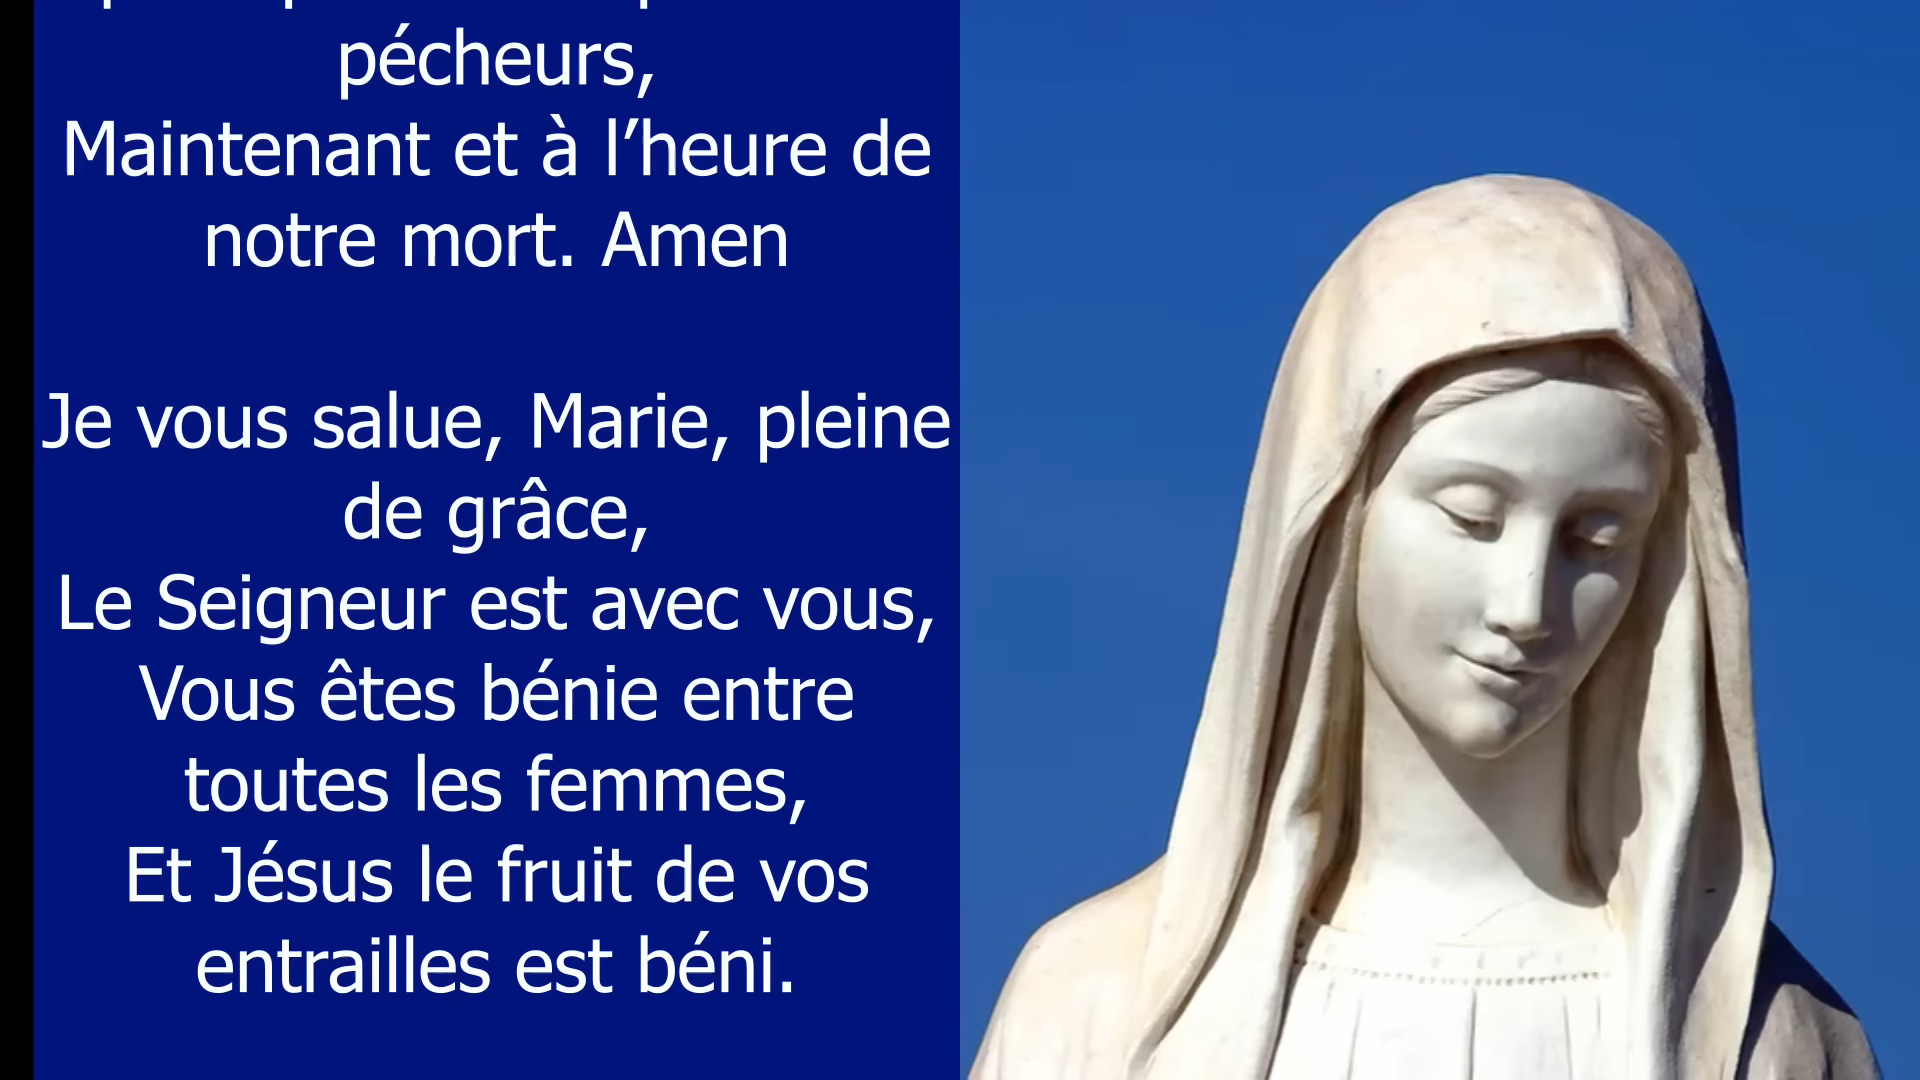 pécheurs,
Maintenant et à l’heure de
notre mort. Amen
Je vous salue, Marie, pleine
de grâce,
Le Seigneur est avec vous,
Vous êtes bénie entre
toutes les femmes,
Et Jésus le fruit de vos
entrailles est béni.